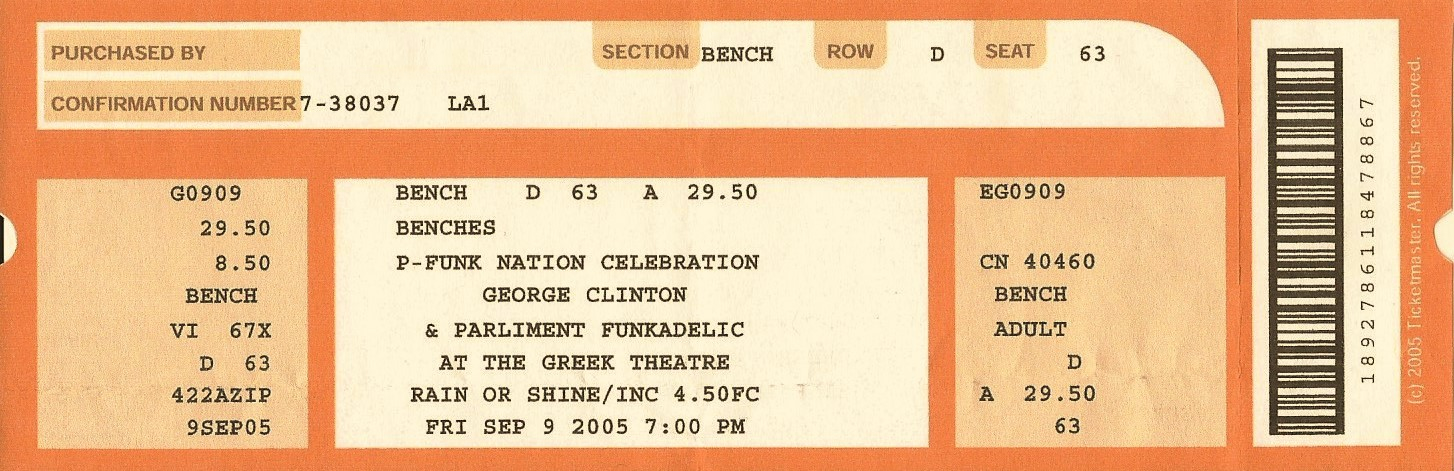 PURCHASED BY
SECTION BENCH ROW D SEAT 63
CONFIRMATION NUMBER 7-38037 LA1
G0909
29.50
8.50
BENCH
VI 67X
D 63
422AZIP
9SEP05
BENCH D 63 A 29.50
BENCHES
P-FUNK NATION CELEBRATION
GEORGE CLINTON
& PARLIMENT FUNKADELIC
AT THE GREEK THEATRE
RAIN OR SHINE/INC 4.50FC
FRI SEP 9 2005 7:00 PM
EG0909
CN 40460
BENCH
ADULT
D
A 29.50
63
1892786118478867
(c) 2005 Ticketmaster. All rights reserved.